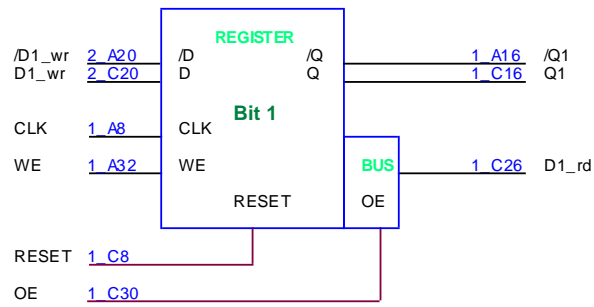 REGISTER
/D1_wr 2_A20 /D /Q 1_A16 /Q1
D1_wr 2_C20 D Q 1_C16 Q1
Bit 1
CLK 1_A8 CLK
WE 1_A32 WE BUS 1_C26 D1_rd
RESET OE
RESET 1_C8
OE 1_C30